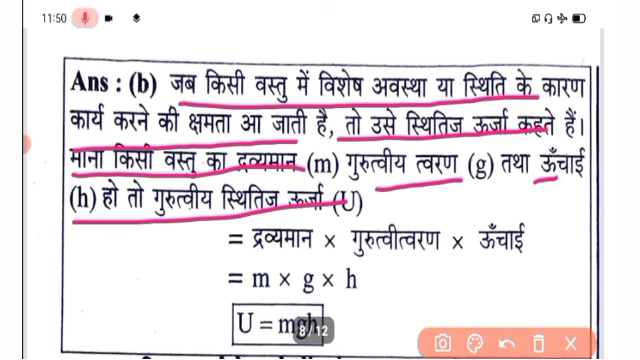 11:50
Ans : (b) जब किसी वस्तु में विशेष अवस्था या स्थिति के कारण
कार्य करने की क्षमता आ जाती है, तो उसे स्थितिज ऊर्जा कहते हैं।
माना किसी वस्तु का द्रव्यमान (m) गुरुत्वीय त्वरण (g) तथा ऊँचाई
(h) हो तो गुरुत्वीय स्थितिज ऊर्जा (U)
= द्रव्यमान × गुरुत्वीत्वरण × ऊँचाई
= m × g × h
U = mgh
8 / 12